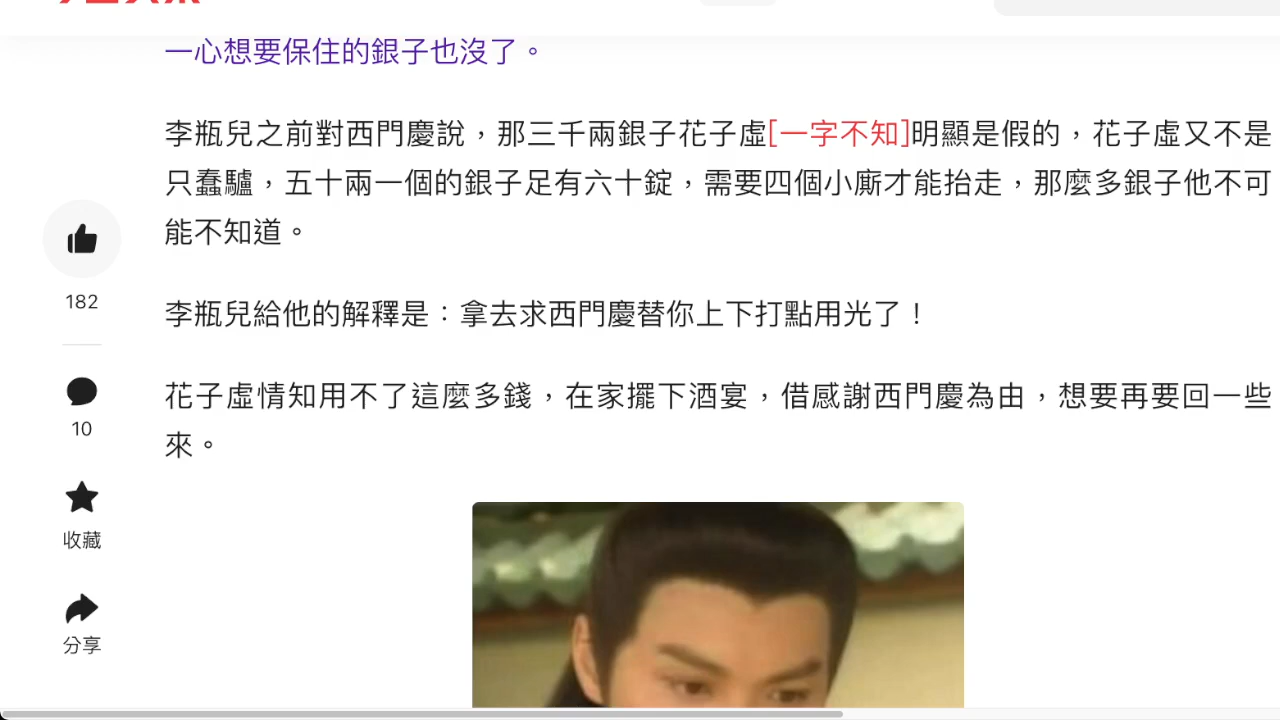 一心想要保住的銀子也沒了。
李瓶兒之前對西門慶說，那三千兩銀子花子虛[一字不知]明顯是假的，花子虛又不是
只蠢驢，五十兩一個的銀子足有六十錠，需要四個小廝才能抬走，那麼多銀子他不可
能不知道。
182
李瓶兒給他的解釋是：拿去求西門慶替你上下打點用光了！
花子虛情知用不了這麼多錢，在家擺下酒宴，借感謝西門慶為由，想要再要回一些
10
來。
收藏
分享